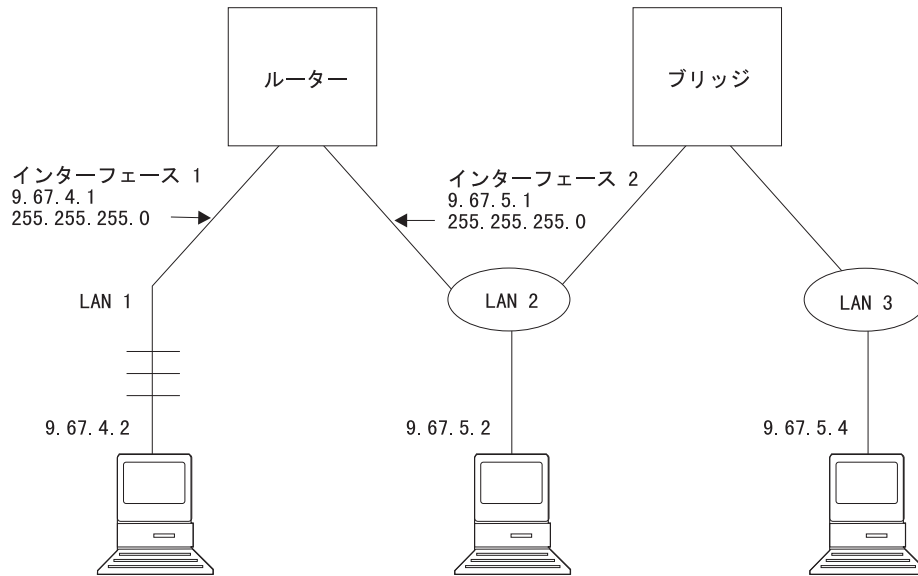 ルーター
ブリッジ
インターフェース 1
9.67.4.1
255.255.255.0
インターフェース 2
9.67.5.1
255.255.255.0
LAN 1
LAN 2
LAN 3
9.67.4.2
9.67.5.2
9.67.5.4